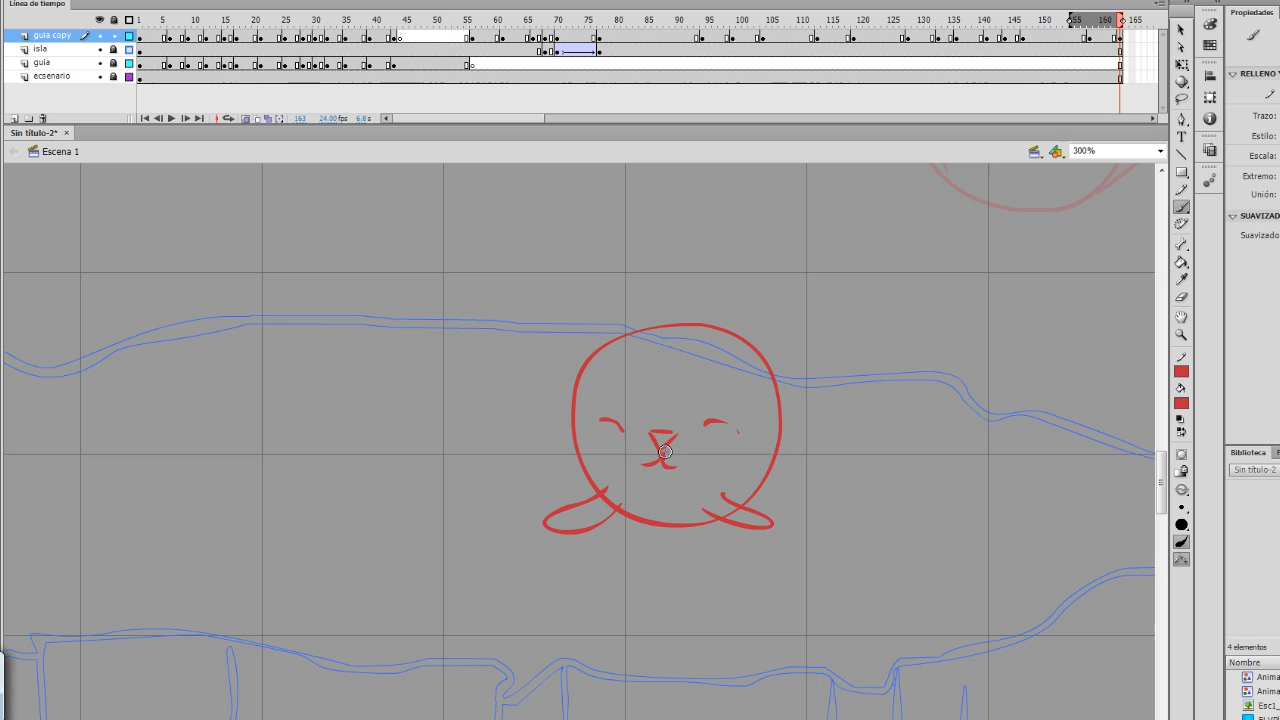 Línea de tiempo
Propiedades
1 5 10 15 20 25 30 35 40 45 50 55 60 65 70 75 80 85 90 95 100 105 110 115 120 125 130 135 140 145 150 155 160 165
guia copy
isla
guia
ecsenario
163 24.00 fps 6.8 s
Sin título-2*
Escena 1
300%
RELLENO Y
Trazo:
Estilo:
Escala:
Extremo:
Unión:
SUAVIZAD
Suavizado
Biblioteca
Sin título-2
4 elementos
Nombre
Anima
Anima
Esc1_